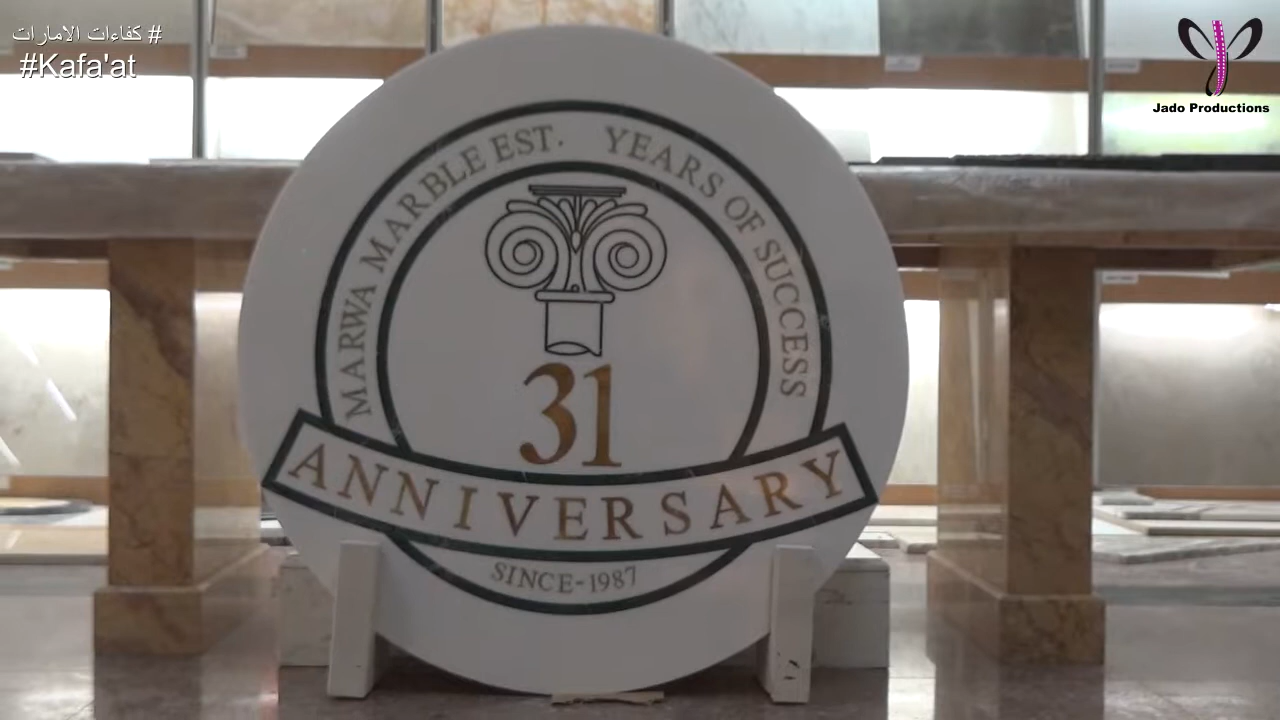 # كفاءات الامارات
#Kafa'at
Jado Productions
MARWA MARBLE EST. YEARS OF SUCCESS
31
ANNIVERSARY
SINCE-1987